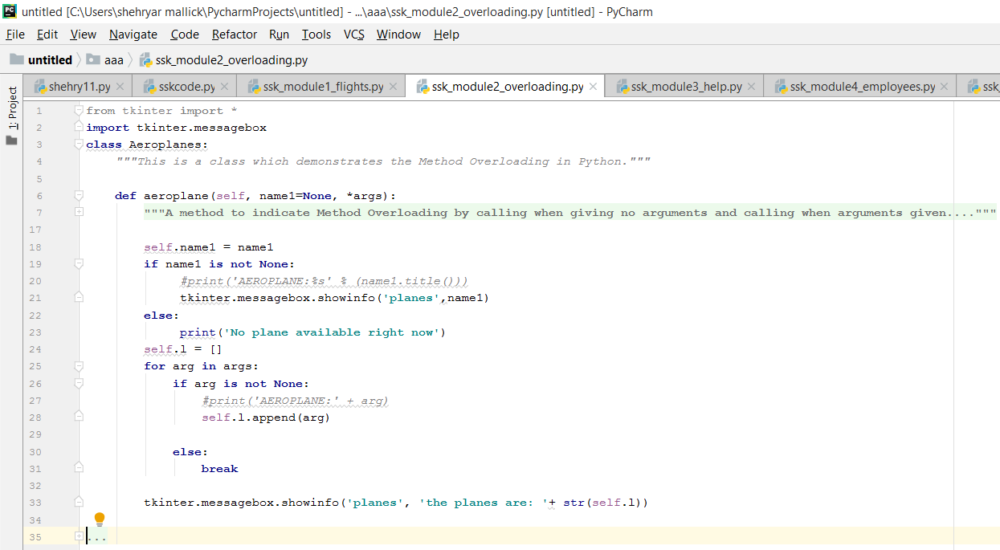 untitled [C:\Users\shehryar mallick\PycharmProjects\untitled] - ...\aaa\ssk_module2_overloading.py [untitled] - PyCharm
File Edit View Navigate Code Refactor Run Tools VCS Window Help
untitled aaa ssk_module2_overloading.py
shehry11.py sskcode.py ssk_module1_flights.py ssk_module2_overloading.py ssk_module3_help.py ssk_module4_employees.py ssk_
1: Project
1 from tkinter import *
2 import tkinter.messagebox
3 class Aeroplanes:
4 """This is a class which demonstrates the Method Overloading in Python."""
5
6 def aeroplane(self, name1=None, *args):
7 """A method to indicate Method Overloading by calling when giving no arguments and calling when arguments given...."""
17
18 self.name1 = name1
19 if name1 is not None:
20 #print('AEROPLANE:%s' % (name1.title()))
21 tkinter.messagebox.showinfo('planes',name1)
22 else:
23 print('No plane available right now')
24 self.l = []
25 for arg in args:
26 if arg is not None:
27 #print('AEROPLANE:' + arg)
28 self.l.append(arg)
29
30 else:
31 break
32
33 tkinter.messagebox.showinfo('planes', 'the planes are: '+ str(self.l))
34
35 ...